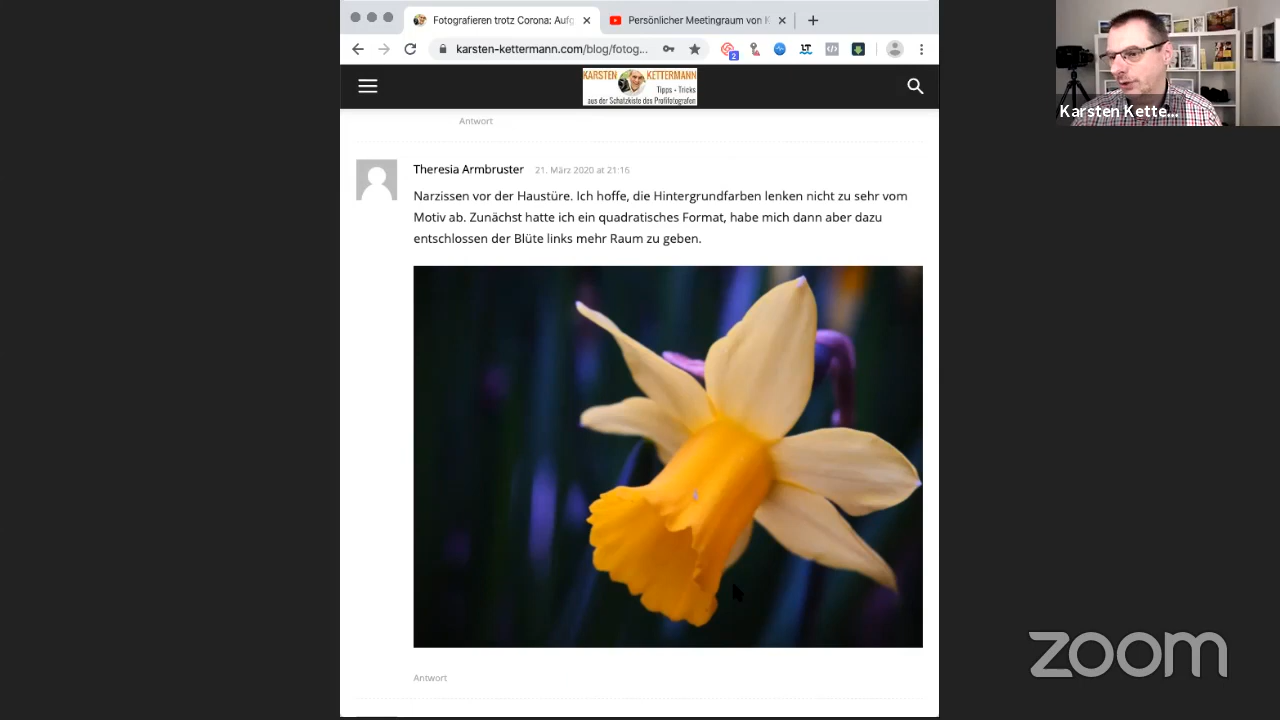 Fotografieren trotz Corona: Aufg
Persönlicher Meetingraum von K
karsten-kettermann.com/blog/fotog...
2
LT
KARSTEN KETTERMANN
Tipps + Tricks
aus der Schatzkiste des Profifotografen
Karsten Kette...
Antwort
Theresia Armbruster 21. März 2020 at 21:16
Narzissen vor der Haustüre. Ich hoffe, die Hintergrundfarben lenken nicht zu sehr vom
Motiv ab. Zunächst hatte ich ein quadratisches Format, habe mich dann aber dazu
entschlossen der Blüte links mehr Raum zu geben.
Antwort
zoom